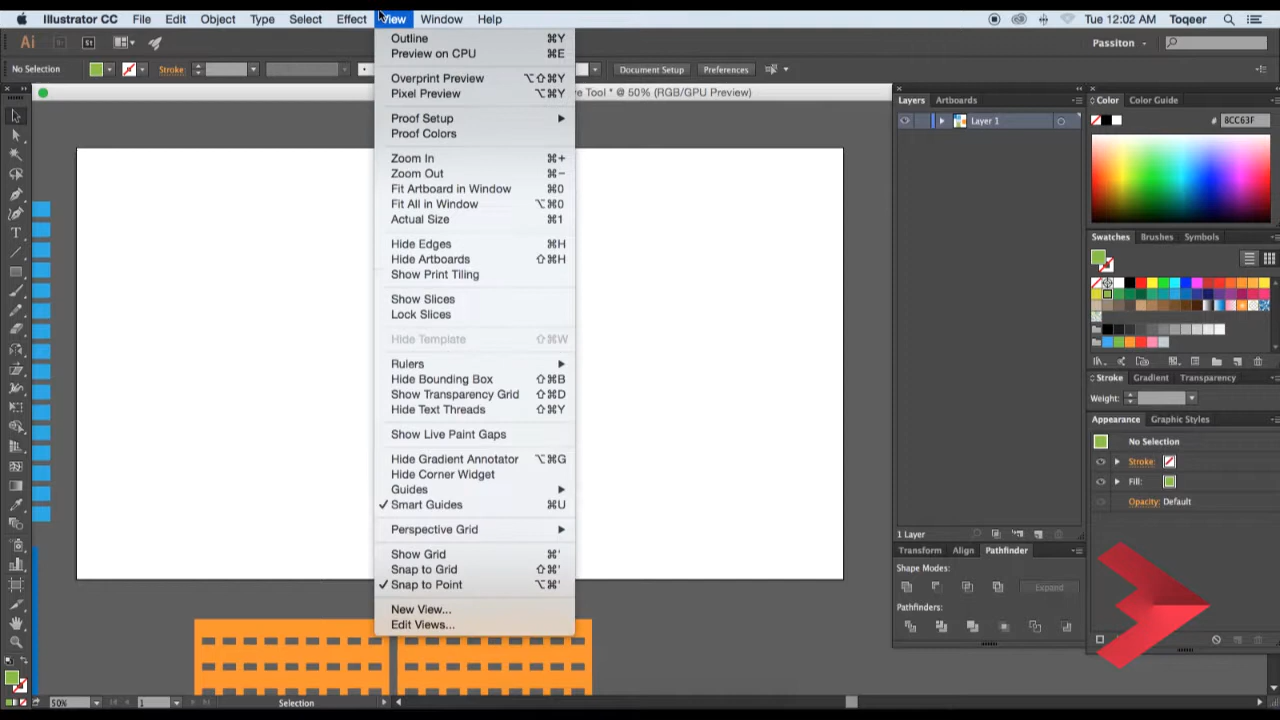 Illustrator CC File Edit Object Type Select Effect View Window Help Tue 12:02 AM Toqeer
Ai St Passiton
No Selection Stroke: Document Setup Preferences
re Tool * @ 50% (RGB/GPU Preview)
Outline ⌘Y
Preview on CPU ⌘E
Overprint Preview ⌥⇧⌘Y
Pixel Preview ⌥⌘Y
Proof Setup
Proof Colors
Zoom In ⌘+
Zoom Out ⌘−
Fit Artboard in Window ⌘0
Fit All in Window ⌥⌘0
Actual Size ⌘1
Hide Edges ⌘H
Hide Artboards ⇧⌘H
Show Print Tiling
Show Slices
Lock Slices
Hide Template ⇧⌘W
Rulers
Hide Bounding Box ⇧⌘B
Show Transparency Grid ⇧⌘D
Hide Text Threads ⇧⌘Y
Show Live Paint Gaps
Hide Gradient Annotator ⌥⌘G
Hide Corner Widget
Guides
✓ Smart Guides ⌘U
Perspective Grid
Show Grid ⌘'
Snap to Grid ⇧⌘'
✓ Snap to Point ⌥⌘'
New View...
Edit Views...
Layers Artboards
Layer 1
1 Layer
Transform Align Pathfinder
Shape Modes:
Expand
Pathfinders:
Color Color Guide
# 8CC63F
Swatches Brushes Symbols
Stroke Gradient Transparency
Weight:
Appearance Graphic Styles
No Selection
Stroke:
Fill:
Opacity: Default
50% 1 Selection